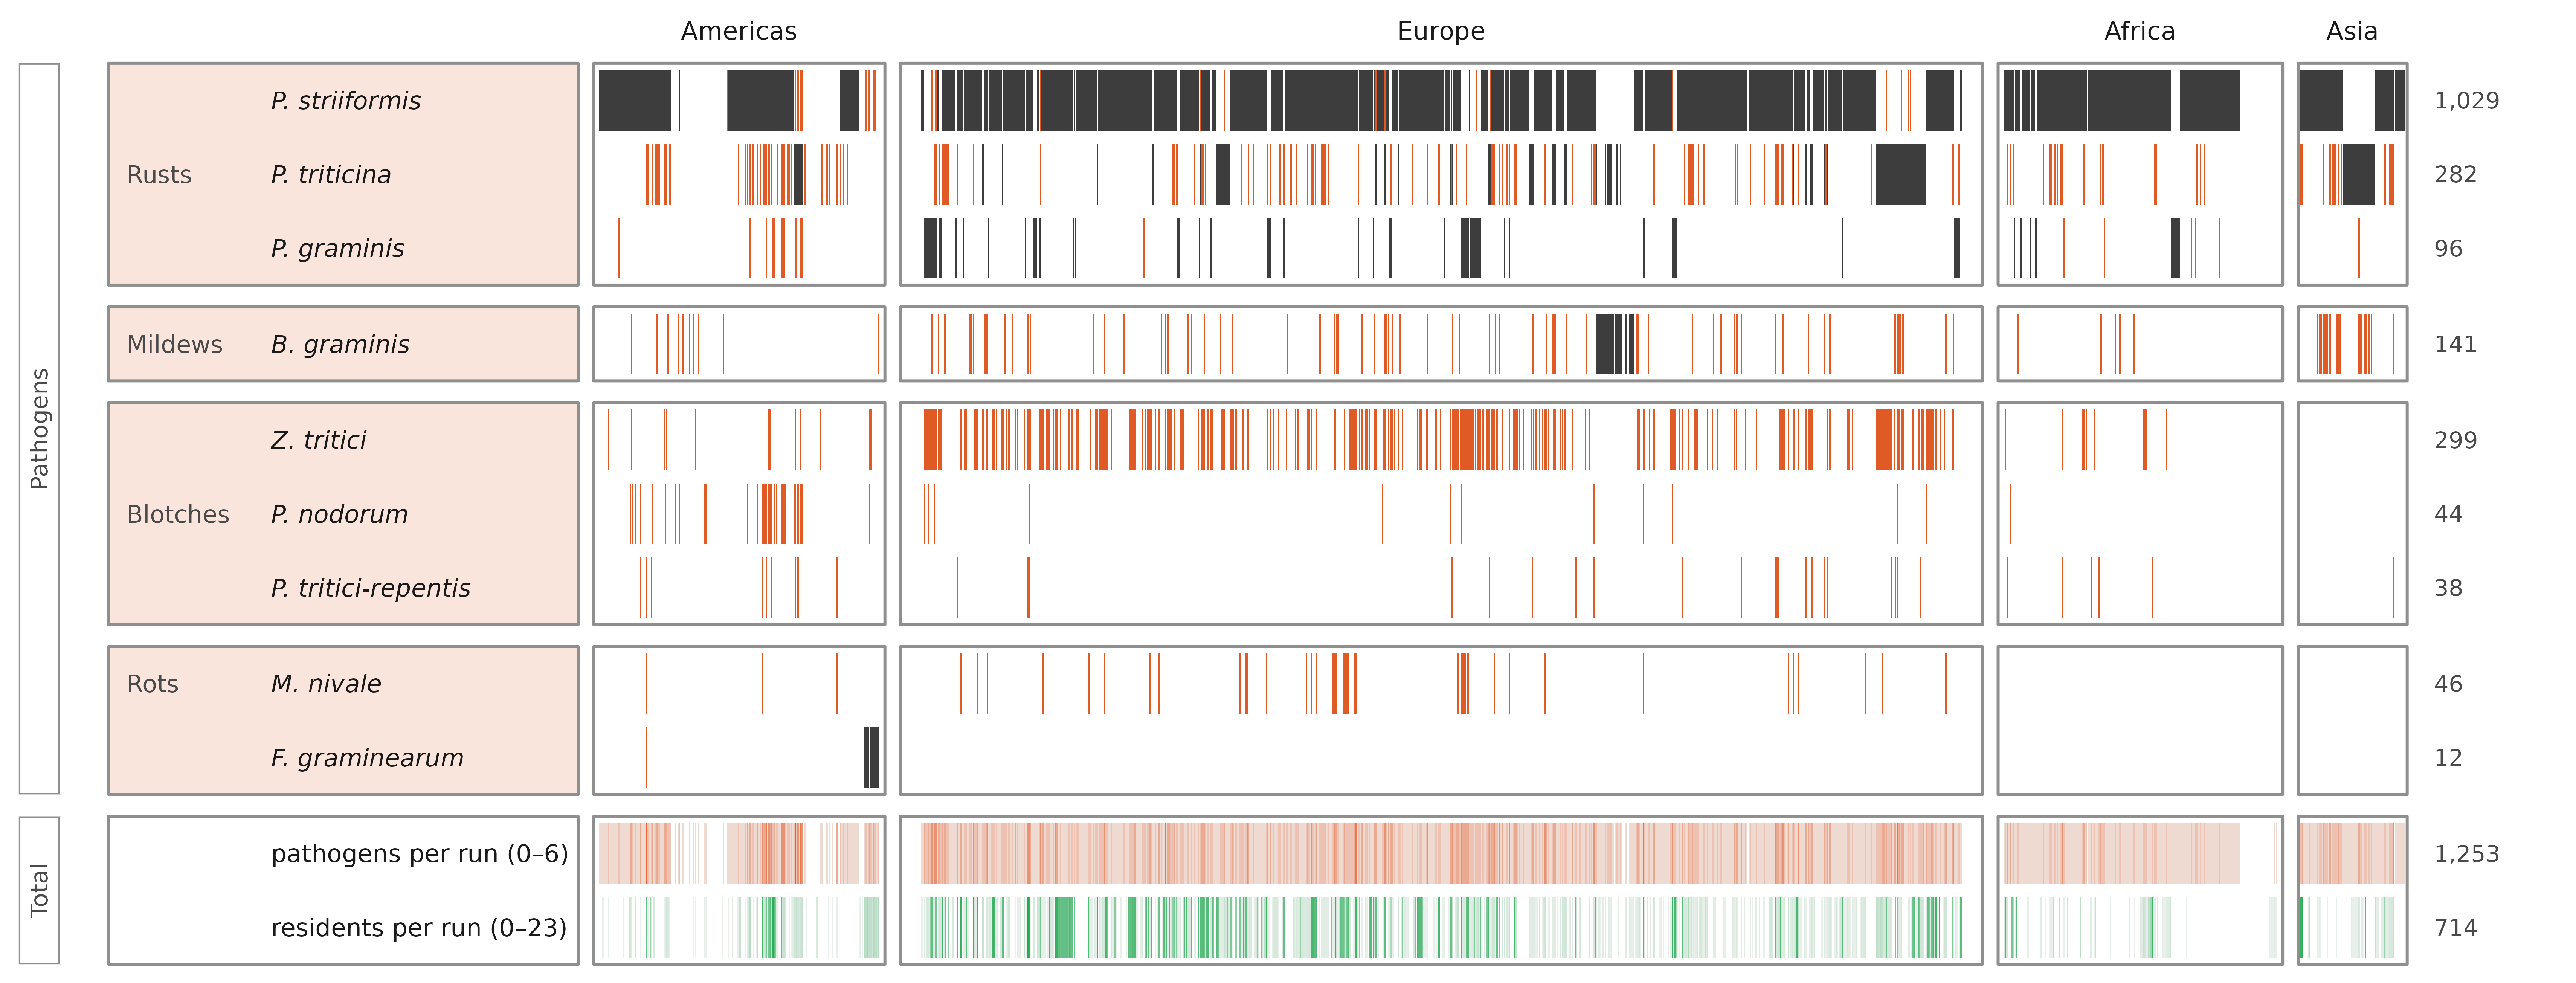 Americas Europe Africa Asia
Pathogens
Rusts
P. striiformis 1,029
P. triticina 282
P. graminis 96
Mildews B. graminis 141
Blotches
Z. tritici 299
P. nodorum 44
P. tritici-repentis 38
Rots M. nivale 46
F. graminearum 12
Total
pathogens per run (0–6) 1,253
residents per run (0–23) 714